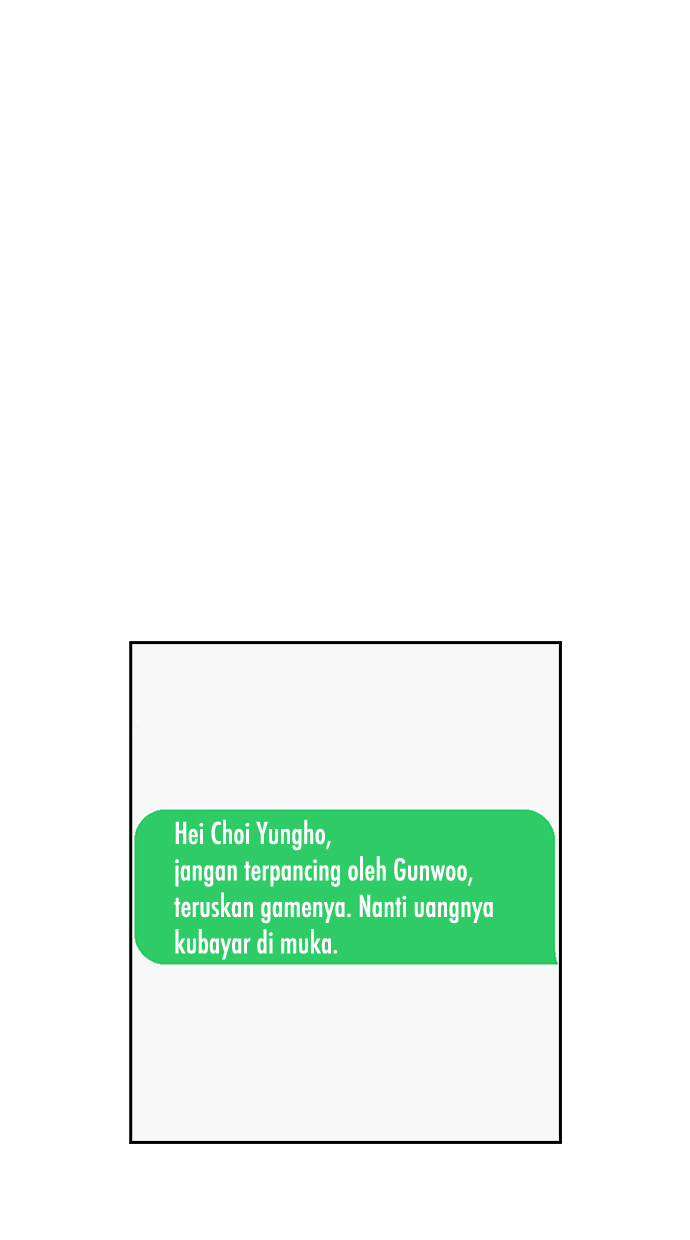 Hei Choi Yungho,
jangan terpancing oleh Gunwoo,
teruskan gamenya. Nanti uangnya
kubayar di muka.